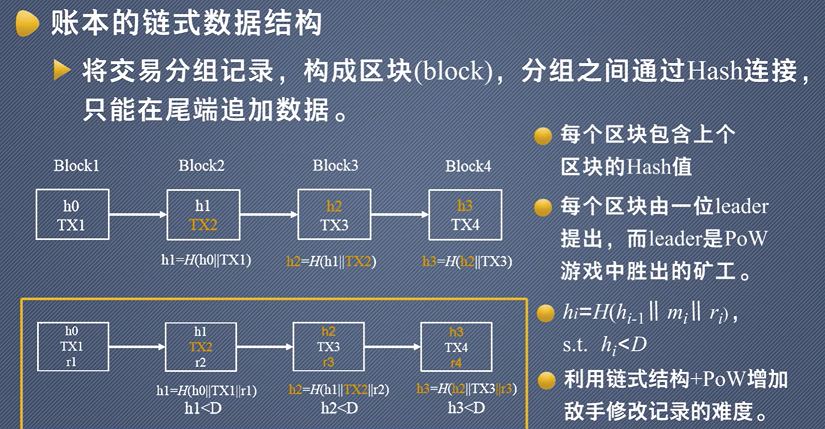 账本的链式数据结构
将交易分组记录，构成区块(block)，分组之间通过Hash连接，
只能在尾端追加数据。
Block1 Block2 Block3 Block4
h0 h1 h2 h3
TX1 TX2 TX3 TX4
h1=H(h0||TX1) h2=H(h1||TX2) h3=H(h2||TX3)
h0 h1 h2 h3
TX1 TX2 TX3 TX4
r1 r2 r3 r4
h1=H(h0||TX1||r1) h2=H(h1||TX2||r2) h3=H(h2||TX3||r3)
h1<D h2<D h3<D
每个区块包含上个
区块的Hash值
每个区块由一位leader
提出，而leader是PoW
游戏中胜出的矿工。
hi=H(hi-1‖ mi‖ ri)，
s.t. hi<D
利用链式结构+PoW增加
敌手修改记录的难度。